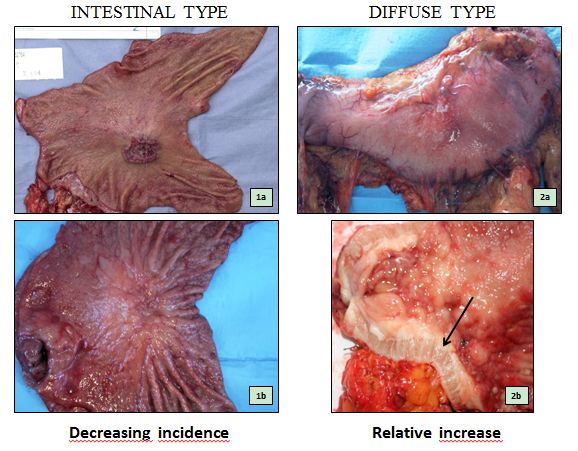 INTESTINAL TYPE
DIFFUSE TYPE
1a
2a
1b
2b
Decreasing incidence
Relative increase